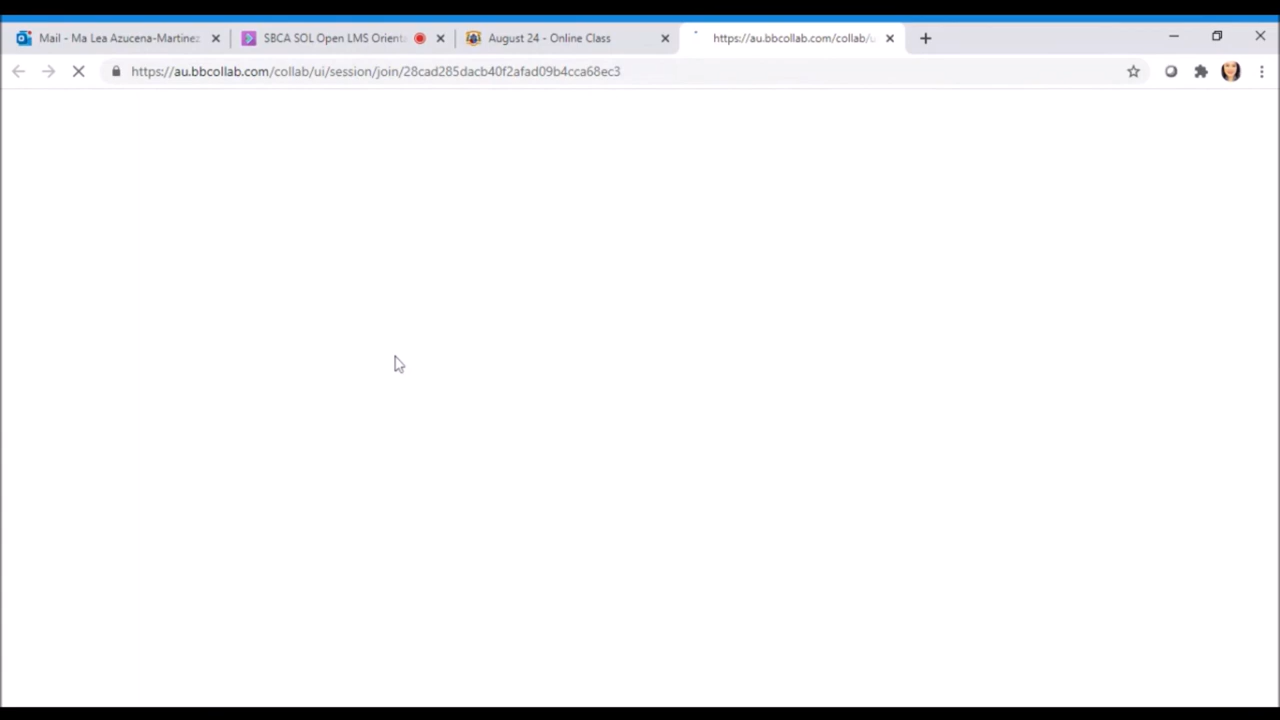 Mail - Ma Lea Azucena-Martinez
SBCA SOL Open LMS Orienta
August 24 - Online Class
https://au.bbcollab.com/collab/u
https://au.bbcollab.com/collab/ui/session/join/28cad285dacb40f2afad09b4cca68ec3